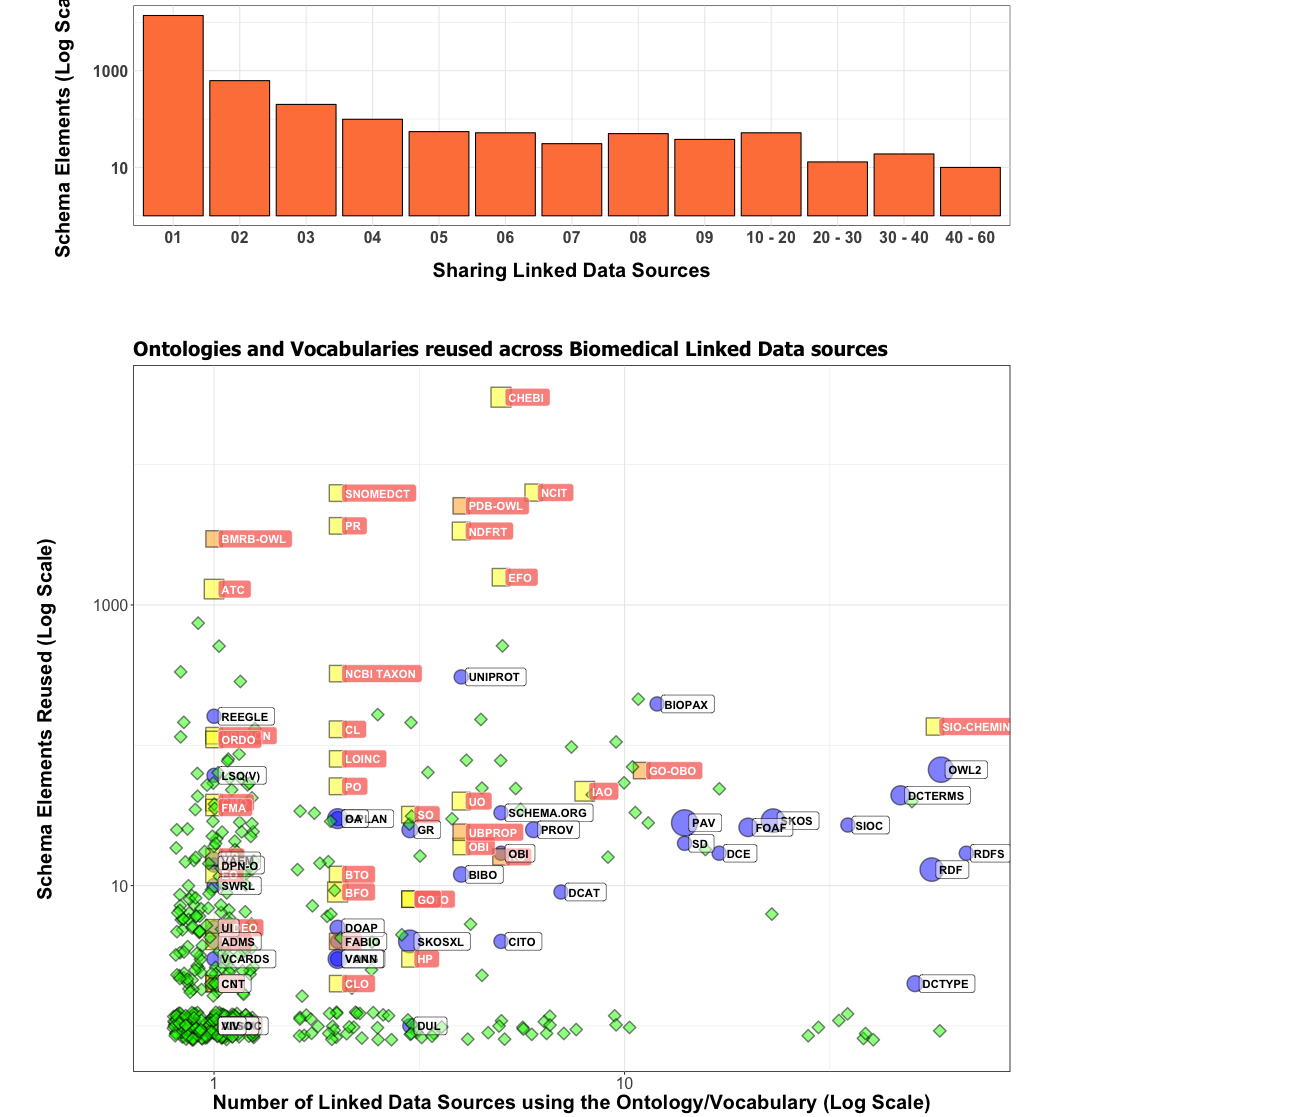 Schema Elements (Log Sca
1000
10
01 02 03 04 05 06 07 08 09 10 - 20 20 - 30 30 - 40 40 - 60
Sharing Linked Data Sources
Ontologies and Vocabularies reused across Biomedical Linked Data sources
Schema Elements Reused (Log Scale)
CHEBI
SNOMEDCT
NCIT
PDB-OWL
PR
NDFRT
BMRB-OWL
EFO
ATC
1000
NCBI TAXON
UNIPROT
BIOPAX
REEGLE
SIO-CHEMIN
CL
ORDO
LOINC
GO-OBO
OWL2
LSQ(V)
PO
IAO
DCTERMS
UO
FMA
SO
SCHEMA.ORG
PLAN
PAV
SKOS
FOAF
SIOC
GR
PROV
UBPROP
SD
OBI
OBI
DCE
RDFS
DPN-O
BIBO
RDF
BTO
SWRL
10
BFO
DCAT
GO
UI
DOAP
ADMS
FABIO
SKOSXL
CITO
VCARDS
VANN
HP
CNT
CLO
DCTYPE
DUL
1
10
Number of Linked Data Sources using the Ontology/Vocabulary (Log Scale)